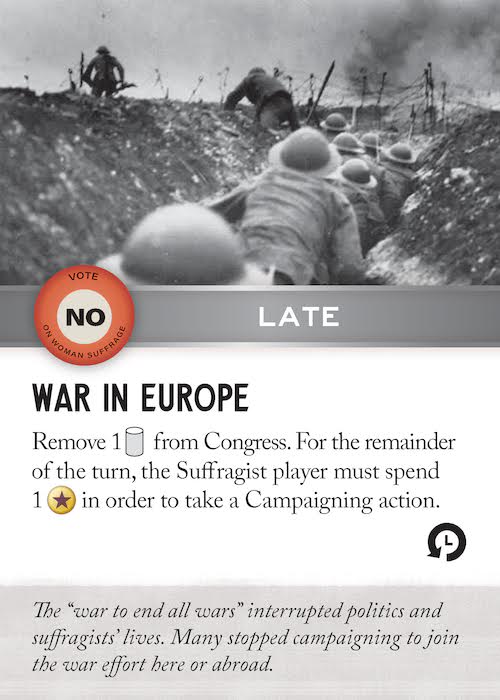 VOTE
NO
ON WOMAN SUFFRAGE
LATE
WAR IN EUROPE
Remove 1 from Congress. For the remainder
of the turn, the Suffragist player must spend
1 in order to take a Campaigning action.
The “war to end all wars” interrupted politics and
suffragists’ lives. Many stopped campaigning to join
the war effort here or abroad.